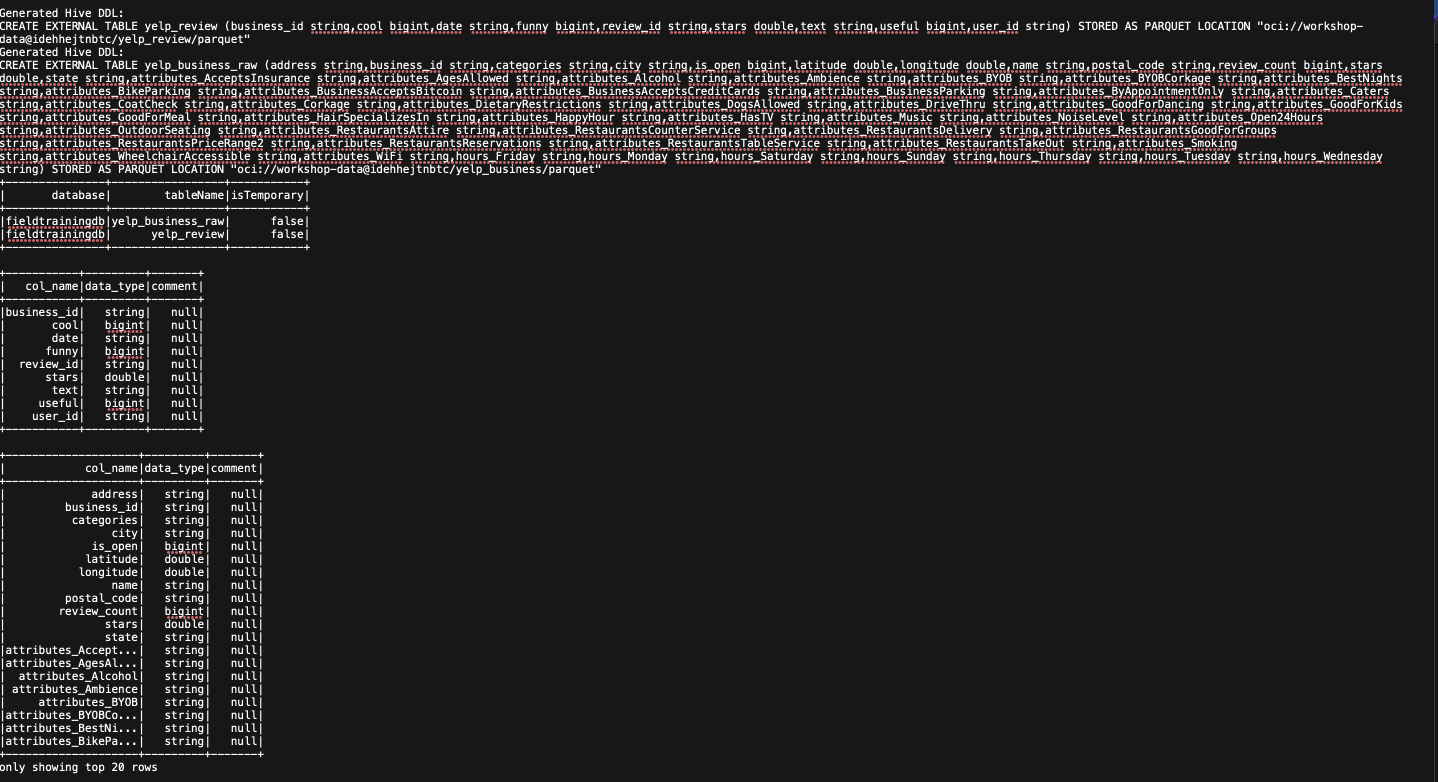 Generated Hive DDL:
CREATE EXTERNAL TABLE yelp_review (business_id string,cool bigint,date string,funny bigint,review_id string,stars double,text string,useful bigint,user_id string) STORED AS PARQUET LOCATION "oci://workshop-
data@idehhejtnbtc/yelp_review/parquet"
Generated Hive DDL:
CREATE EXTERNAL TABLE yelp_business_raw (address string,business_id string,categories string,city string,is_open bigint,latitude double,longitude double,name string,postal_code string,review_count bigint,stars
double,state string,attributes_AcceptsInsurance string,attributes_AgesAllowed string,attributes_Alcohol string,attributes_Ambience string,attributes_BYOB string,attributes_BYOBCorkage string,attributes_BestNights
string,attributes_BikeParking string,attributes_BusinessAcceptsBitcoin string,attributes_BusinessAcceptsCreditCards string,attributes_BusinessParking string,attributes_ByAppointmentOnly string,attributes_Caters
string,attributes_CoatCheck string,attributes_Corkage string,attributes_DietaryRestrictions string,attributes_DogsAllowed string,attributes_DriveThru string,attributes_GoodForDancing string,attributes_GoodForKids
string,attributes_GoodForMeal string,attributes_HairSpecializesIn string,attributes_HappyHour string,attributes_HasTV string,attributes_Music string,attributes_NoiseLevel string,attributes_Open24Hours
string,attributes_OutdoorSeating string,attributes_RestaurantsAttire string,attributes_RestaurantsCounterService string,attributes_RestaurantsDelivery string,attributes_RestaurantsGoodForGroups
string,attributes_RestaurantsPriceRange2 string,attributes_RestaurantsReservations string,attributes_RestaurantsTableService string,attributes_RestaurantsTakeOut string,attributes_Smoking
string,attributes_WheelchairAccessible string,attributes_WiFi string,hours_Friday string,hours_Monday string,hours_Saturday string,hours_Sunday string,hours_Thursday string,hours_Tuesday string,hours_Wednesday
string) STORED AS PARQUET LOCATION "oci://workshop-data@idehhejtnbtc/yelp_business/parquet"
+---------------+-----------------+-----------+
|       database|        tableName|isTemporary|
+---------------+-----------------+-----------+
|fieldtrainingdb|yelp_business_raw|      false|
|fieldtrainingdb|      yelp_review|      false|
+---------------+-----------------+-----------+
+-----------+---------+-------+
|   col_name|data_type|comment|
+-----------+---------+-------+
|business_id|   string|   null|
|       cool|   bigint|   null|
|       date|   string|   null|
|      funny|   bigint|   null|
|  review_id|   string|   null|
|      stars|   double|   null|
|       text|   string|   null|
|     useful|   bigint|   null|
|    user_id|   string|   null|
+-----------+---------+-------+
+--------------------+---------+-------+
|            col_name|data_type|comment|
+--------------------+---------+-------+
|             address|   string|   null|
|         business_id|   string|   null|
|          categories|   string|   null|
|                city|   string|   null|
|             is_open|   bigint|   null|
|            latitude|   double|   null|
|           longitude|   double|   null|
|                name|   string|   null|
|         postal_code|   string|   null|
|        review_count|   bigint|   null|
|               stars|   double|   null|
|               state|   string|   null|
|attributes_Accept...|   string|   null|
|attributes_AgesAl...|   string|   null|
|  attributes_Alcohol|   string|   null|
| attributes_Ambience|   string|   null|
|     attributes_BYOB|   string|   null|
|attributes_BYOBCo...|   string|   null|
|attributes_BestNi...|   string|   null|
|attributes_BikePa...|   string|   null|
+--------------------+---------+-------+
only showing top 20 rows